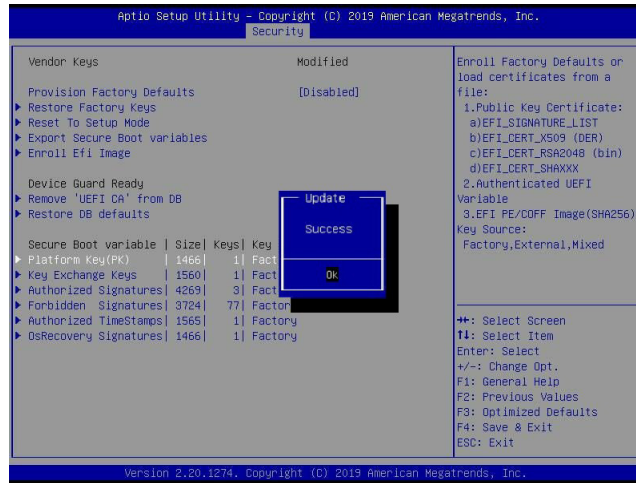 Aptio Setup Utility – Copyright (C) 2019 American Megatrends, Inc.
Security
Vendor Keys Modified
Provision Factory Defaults [Disabled]
Restore Factory Keys
Reset To Setup Mode
Export Secure Boot variables
Enroll Efi Image
Device Guard Ready
Remove 'UEFI CA' from DB
Restore DB defaults
Secure Boot variable | Size| Keys| Key
Platform Key(PK) | 1466| 1| Fact
Key Exchange Keys | 1560| 1| Fact
Authorized Signatures| 4269| 3| Fact
Forbidden Signatures| 3724| 77| Factor
Authorized TimeStamps| 1565| 1| Factory
OsRecovery Signatures| 1466| 1| Factory
Update
Success
Ok
Enroll Factory Defaults or
load certificates from a
file:
1.Public Key Certificate:
a)EFI_SIGNATURE_LIST
b)EFI_CERT_X509 (DER)
c)EFI_CERT_RSA2048 (bin)
d)EFI_CERT_SHAXXX
2.Authenticated UEFI
Variable
3.EFI PE/COFF Image(SHA256)
Key Source:
Factory,External,Mixed
→←: Select Screen
↑↓: Select Item
Enter: Select
+/-: Change Opt.
F1: General Help
F2: Previous Values
F3: Optimized Defaults
F4: Save & Exit
ESC: Exit
Version 2.20.1274. Copyright (C) 2019 American Megatrends, Inc.